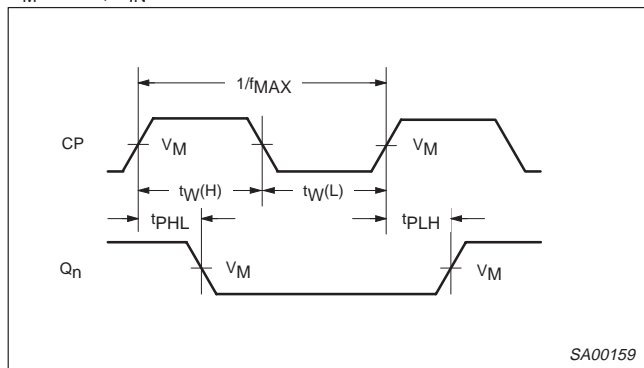 1/fMAX
CP VM VM
tW(H) tW(L)
tPHL tPLH
Qn VM VM
SA00159